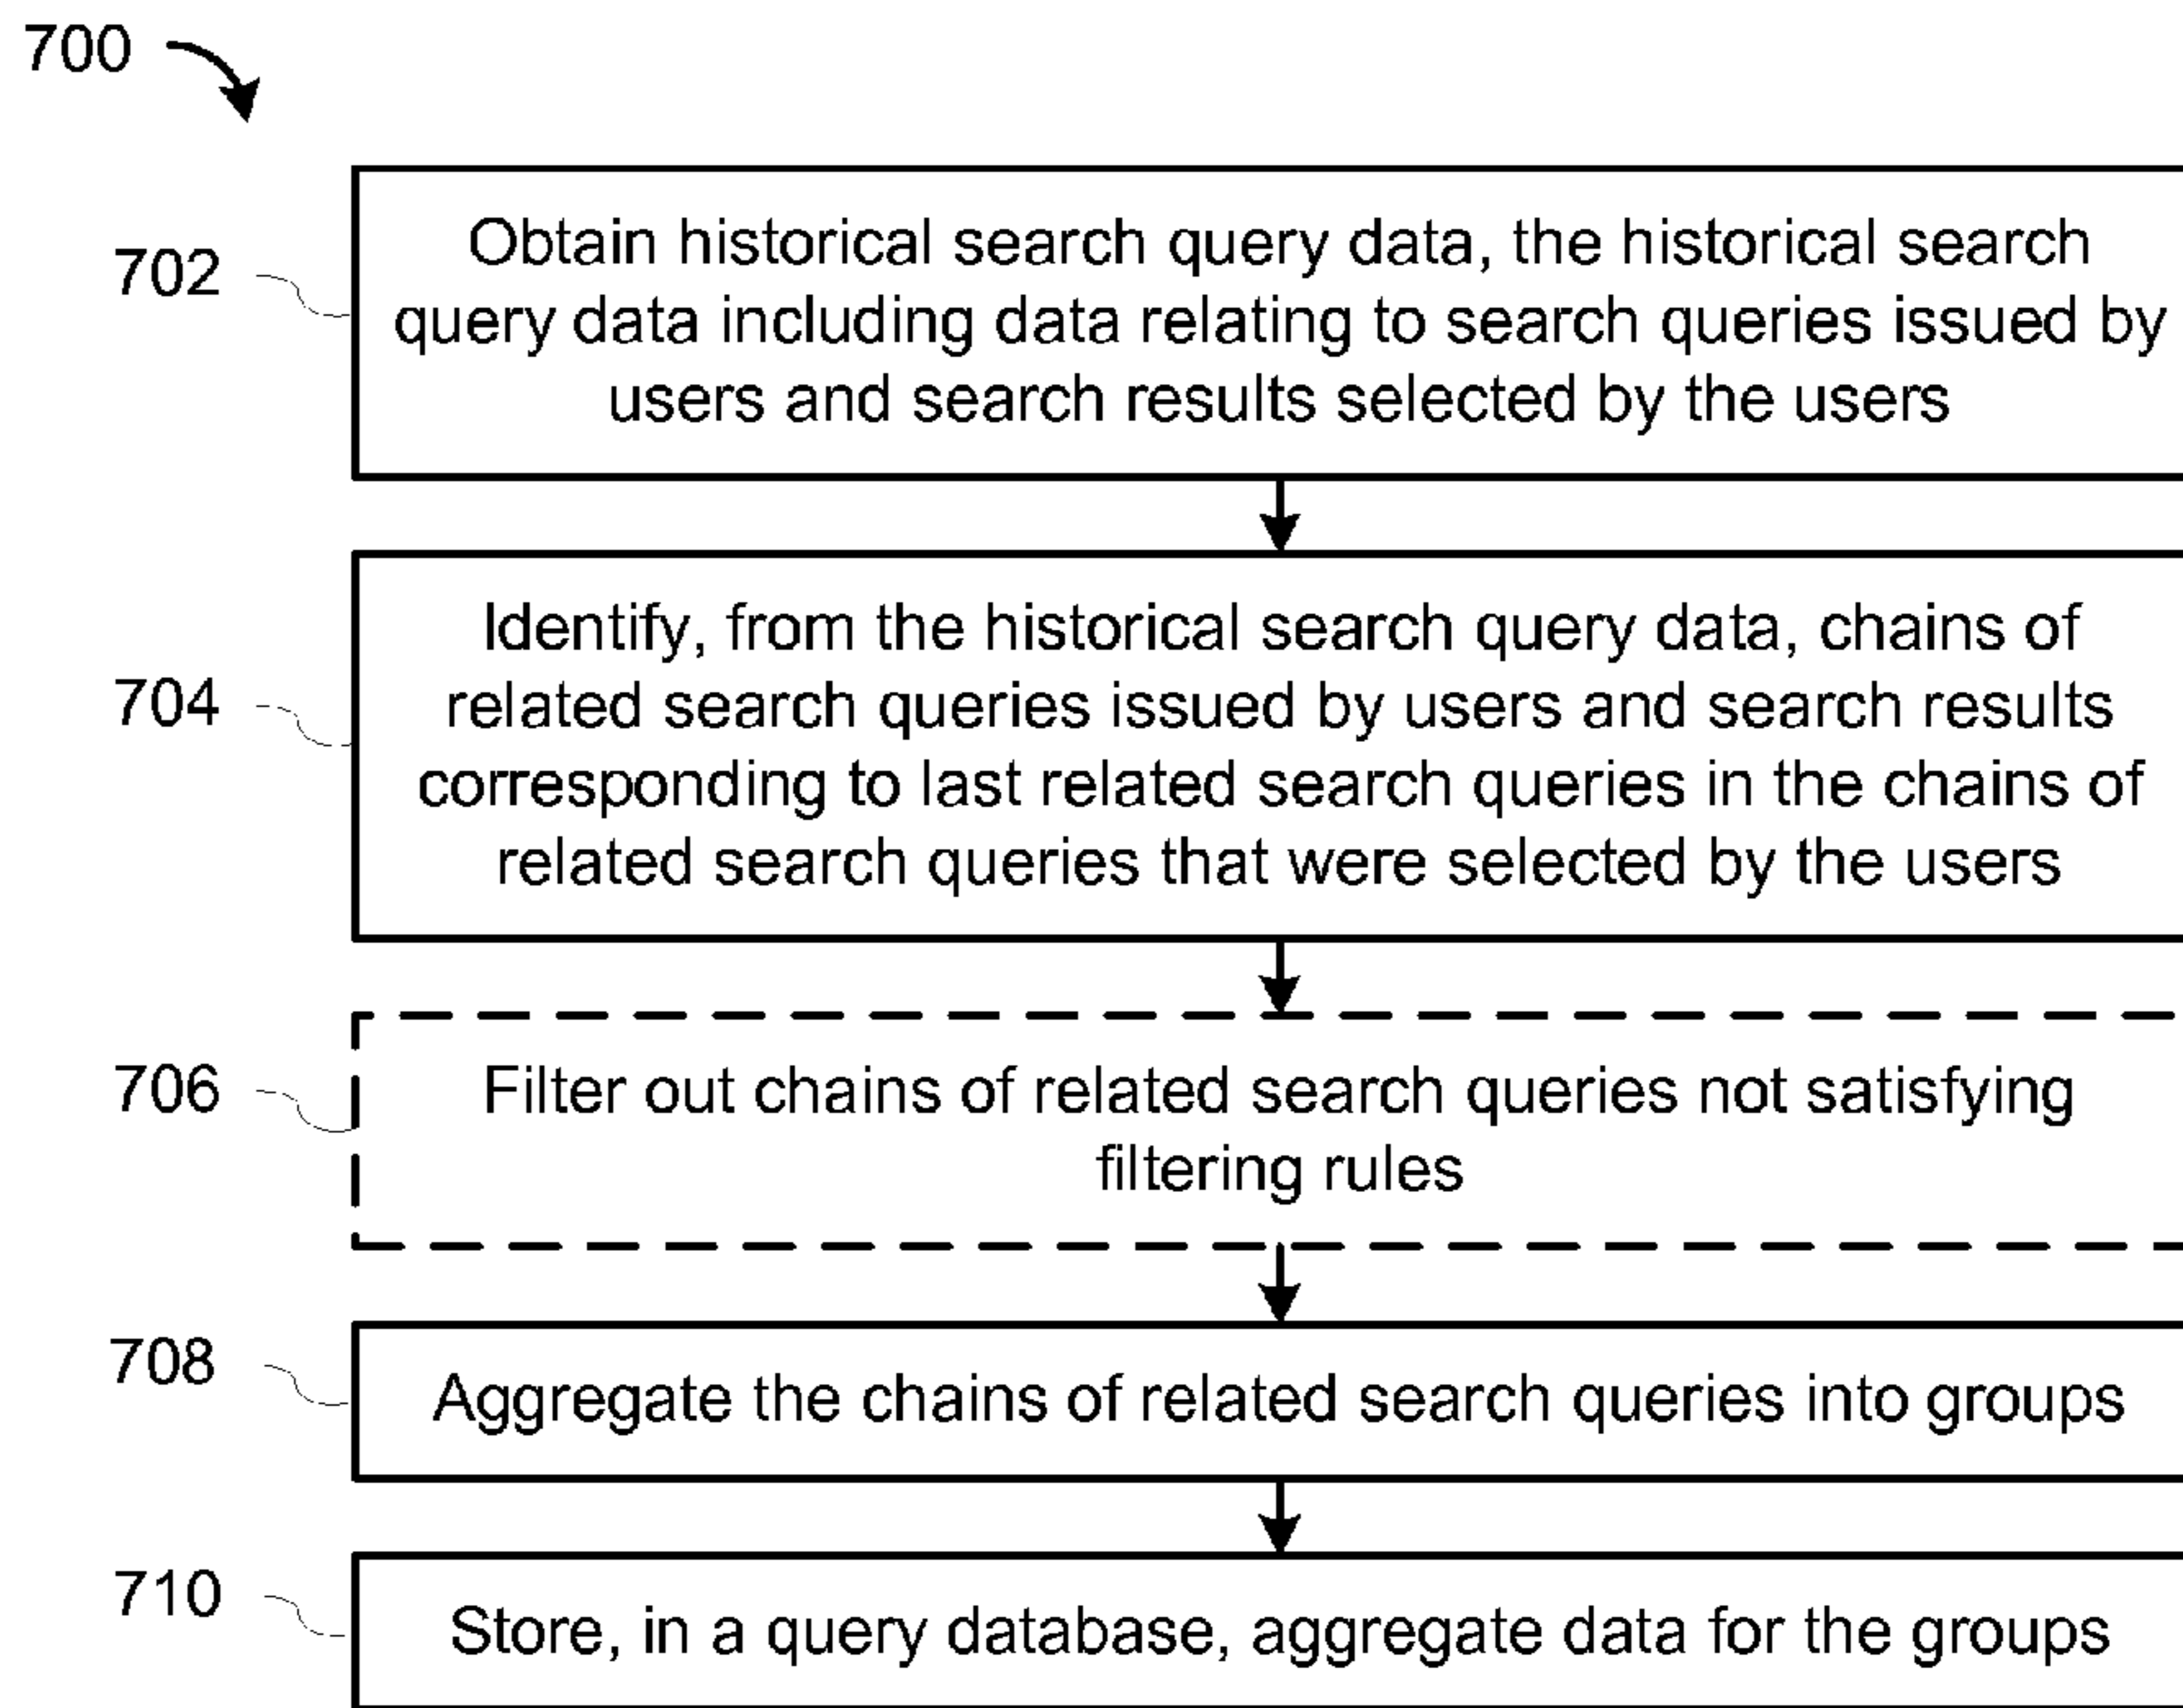 700
702
Obtain historical search query data, the historical search
query data including data relating to search queries issued by
users and search results selected by the users
704
Identify, from the historical search query data, chains of
related search queries issued by users and search results
corresponding to last related search queries in the chains of
related search queries that were selected by the users
706
Filter out chains of related search queries not satisfying
filtering rules
708
Aggregate the chains of related search queries into groups
710
Store, in a query database, aggregate data for the groups